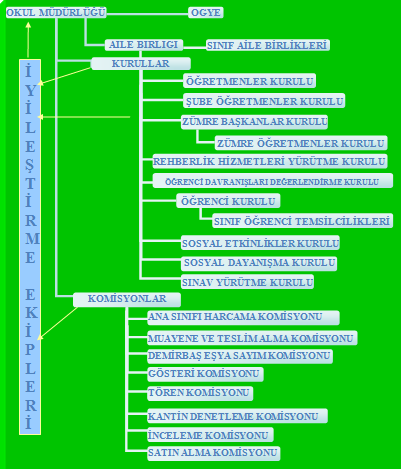 OKUL MÜDÜRLÜĞÜ
OGYE
AİLE BİRLIGI
SINIF AİLE BİRLİKLERİ
KURULLAR
ÖĞRETMENLER KURULU
ŞUBE ÖĞRETMENLER KURULU
ZÜMRE BAŞKANLAR KURULU
ZÜMRE ÖĞRETMENLER KURULU
REHBERLİK HİZMETLERİ YÜRÜTME KURULU
ÖĞRENCİ DAVRANIŞLARI DEĞERLENDİRME KURULU
ÖĞRENCİ KURULU
SINIF ÖĞRENCİ TEMSİLCİLİKLERİ
SOSYAL ETKİNLİKLER KURULU
SOSYAL DAYANIŞMA KURULU
SINAV YÜRÜTME KURULU
KOMİSYONLAR
ANA SINIFI HARCAMA KOMİSYONU
MUAYENE VE TESLİM ALMA KOMİSYONU
DEMİRBAŞ EŞYA SAYIM KOMİSYONU
GÖSTERİ KOMİSYONU
TÖREN KOMİSYONU
KANTİN DENETLEME KOMİSYONU
İNCELEME KOMİSYONU
SATIN ALMA KOMİSYONU
İYİLEŞTİRME EKİPLERİ